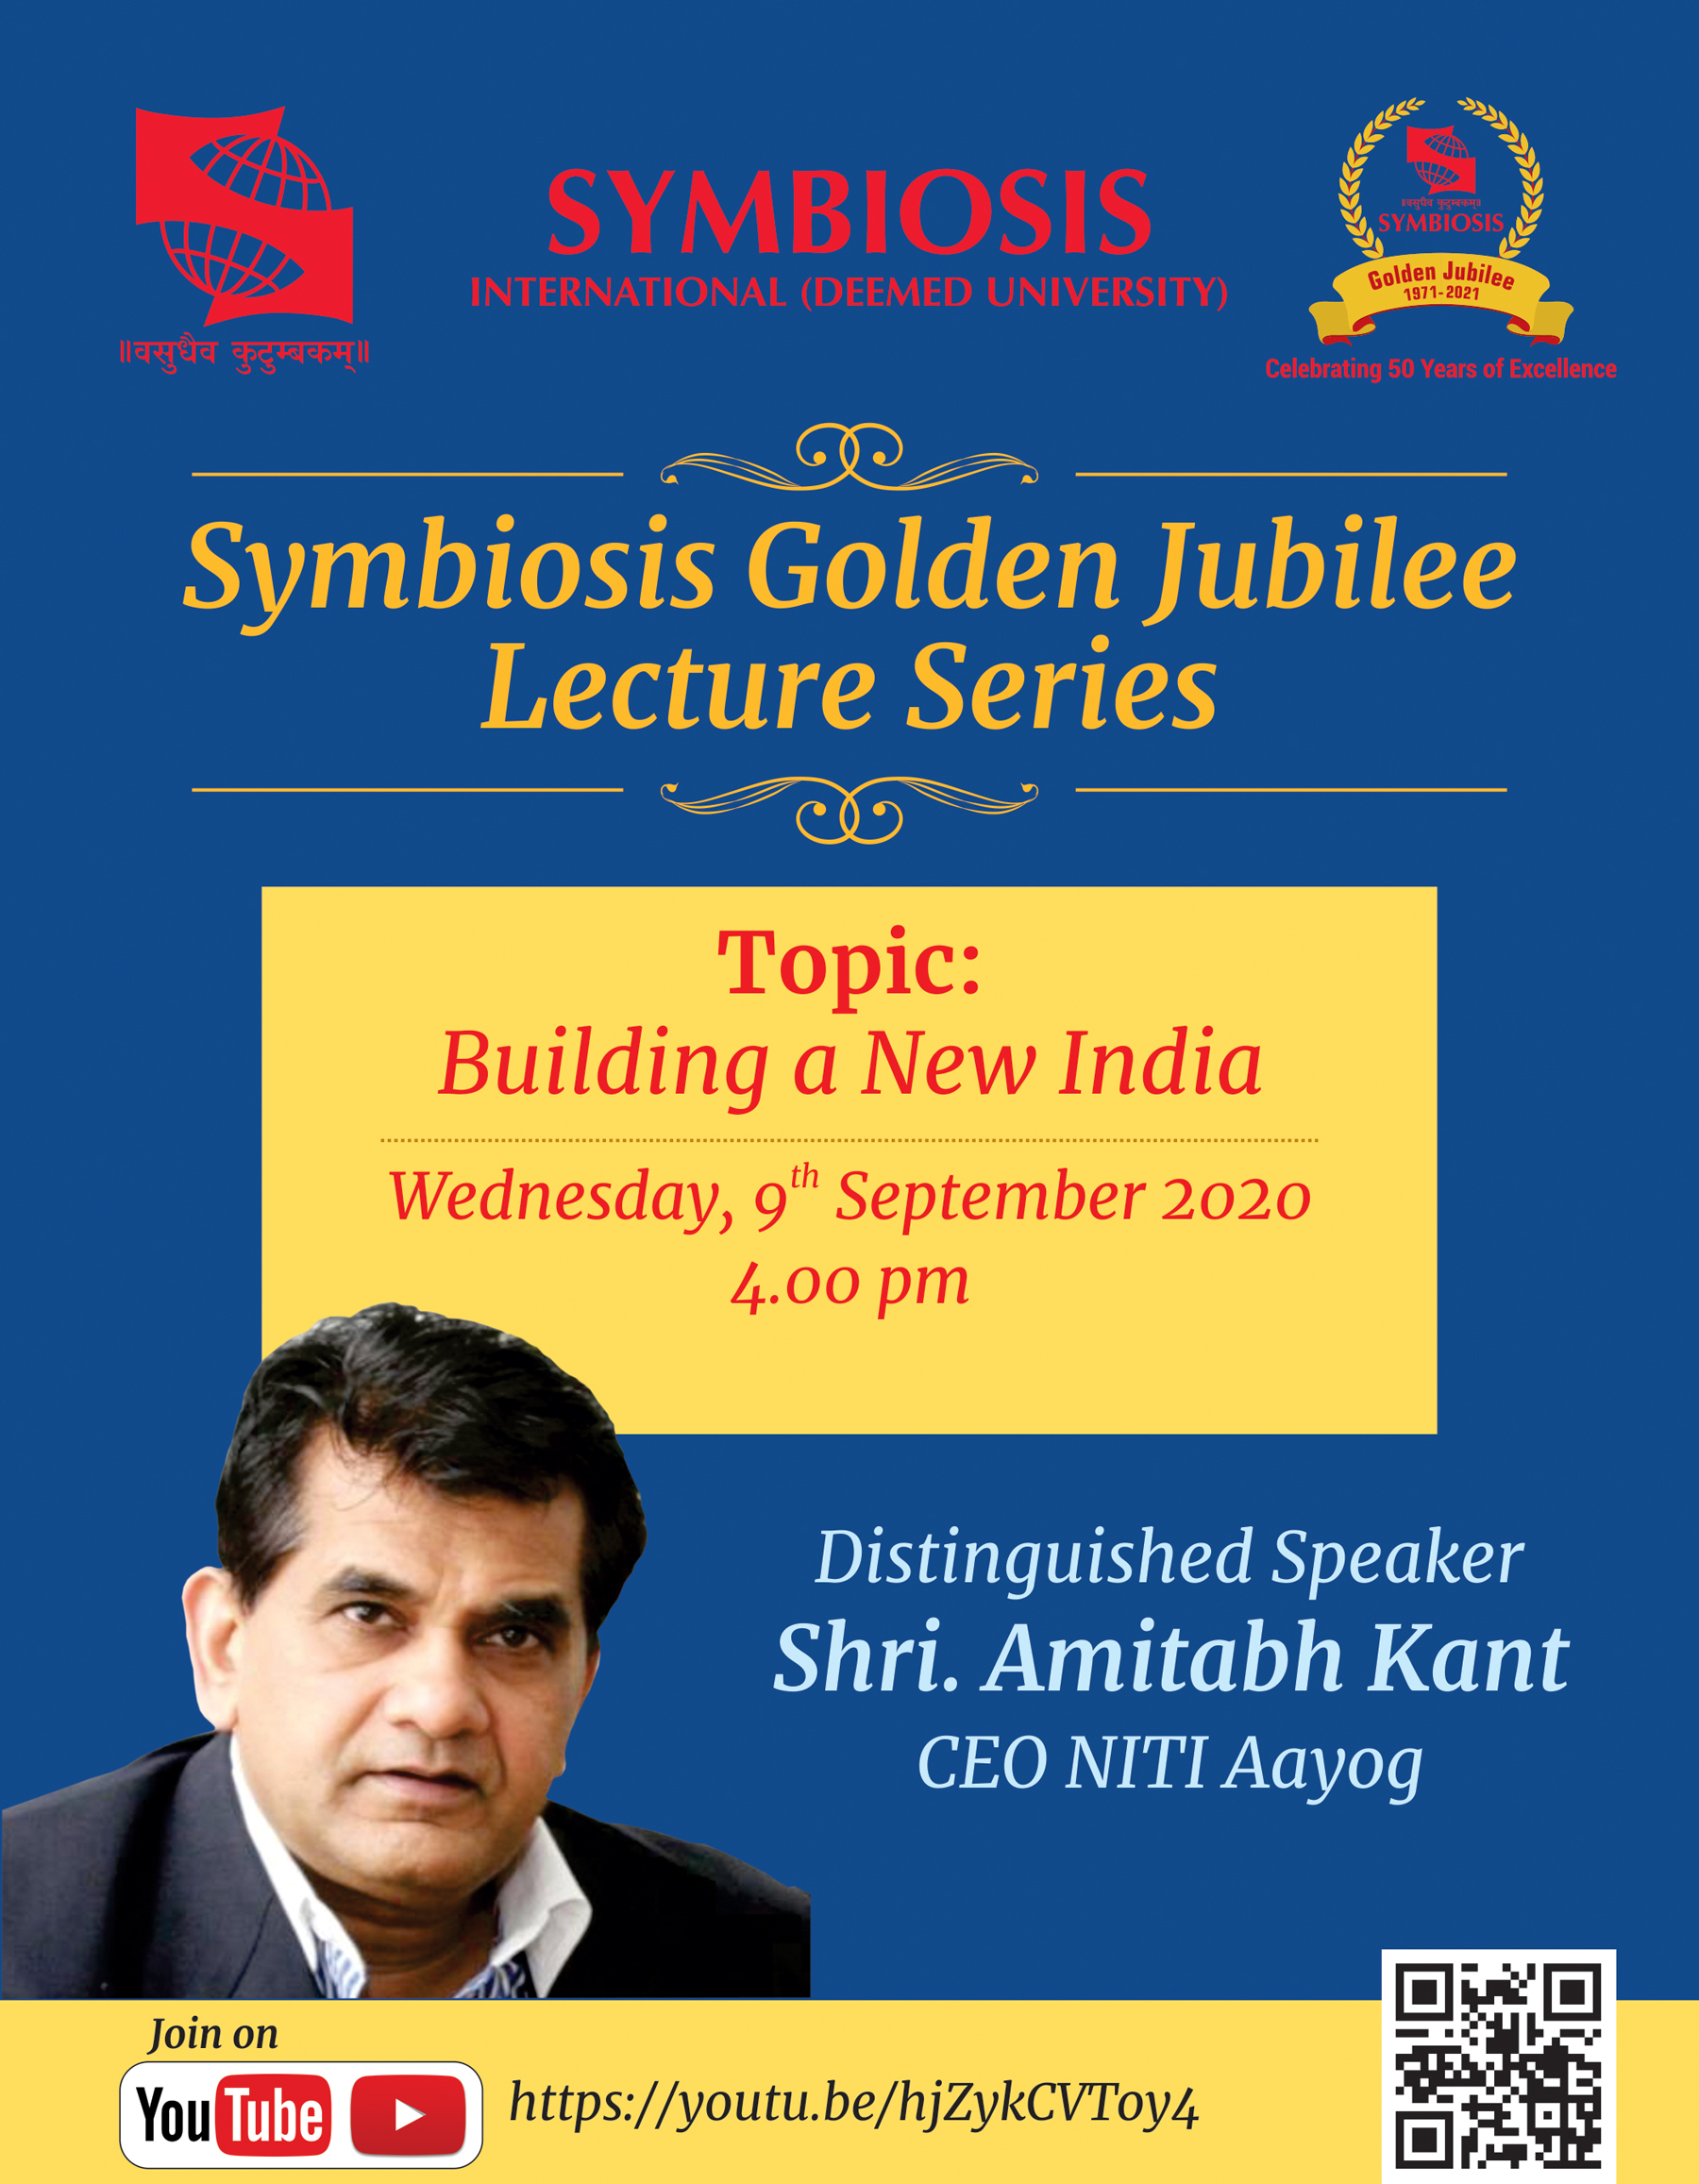 ॥वसुधैव कुटुम्बकम्॥
SYMBIOSIS
INTERNATIONAL (DEEMED UNIVERSITY)
॥वसुधैव कुटुम्बकम्॥
SYMBIOSIS
Golden Jubilee
1971-2021
Celebrating 50 Years of Excellence
Symbiosis Golden Jubilee
Lecture Series
Topic:
Building a New India
Wednesday, 9th September 2020
4.00 pm
Distinguished Speaker
Shri. Amitabh Kant
CEO NITI Aayog
Join on
YouTube
https://youtu.be/hjZykCVToy4